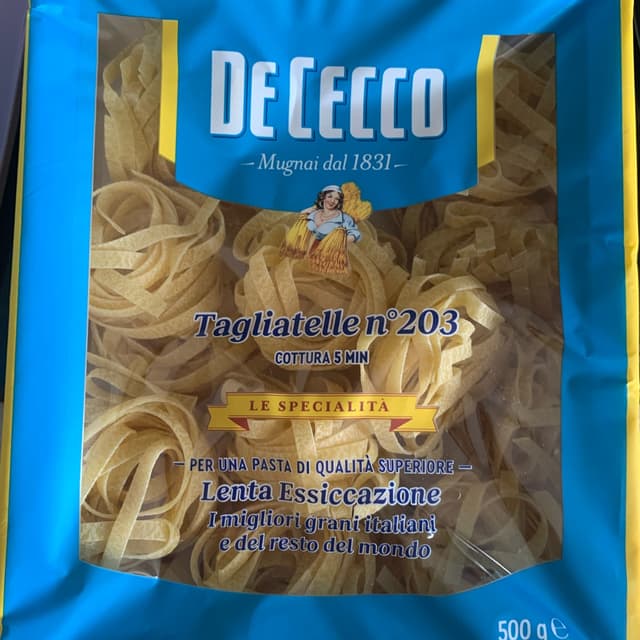 DE CECCO
Mugnai dal 1831
Tagliatelle n°203
COTTURA 5 MIN
LE SPECIALITÀ
PER UNA PASTA DI QUALITÀ SUPERIORE
Lenta Essiccazione
I migliori grani italiani
e del resto del mondo
500 g ℮